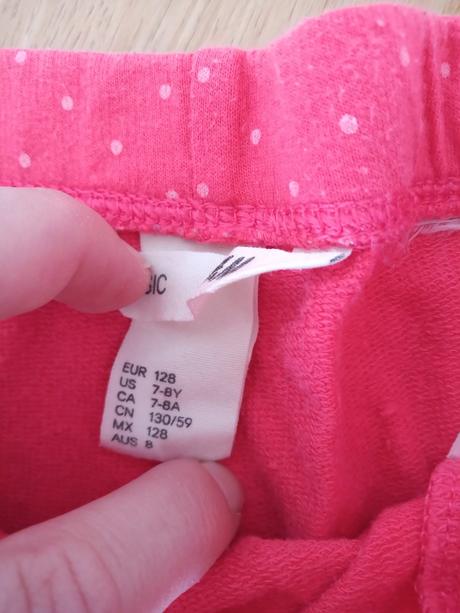 GIC
EUR 128
US 7-8Y
CA 7-8A
CN 130/59
MX 128
AUS 8